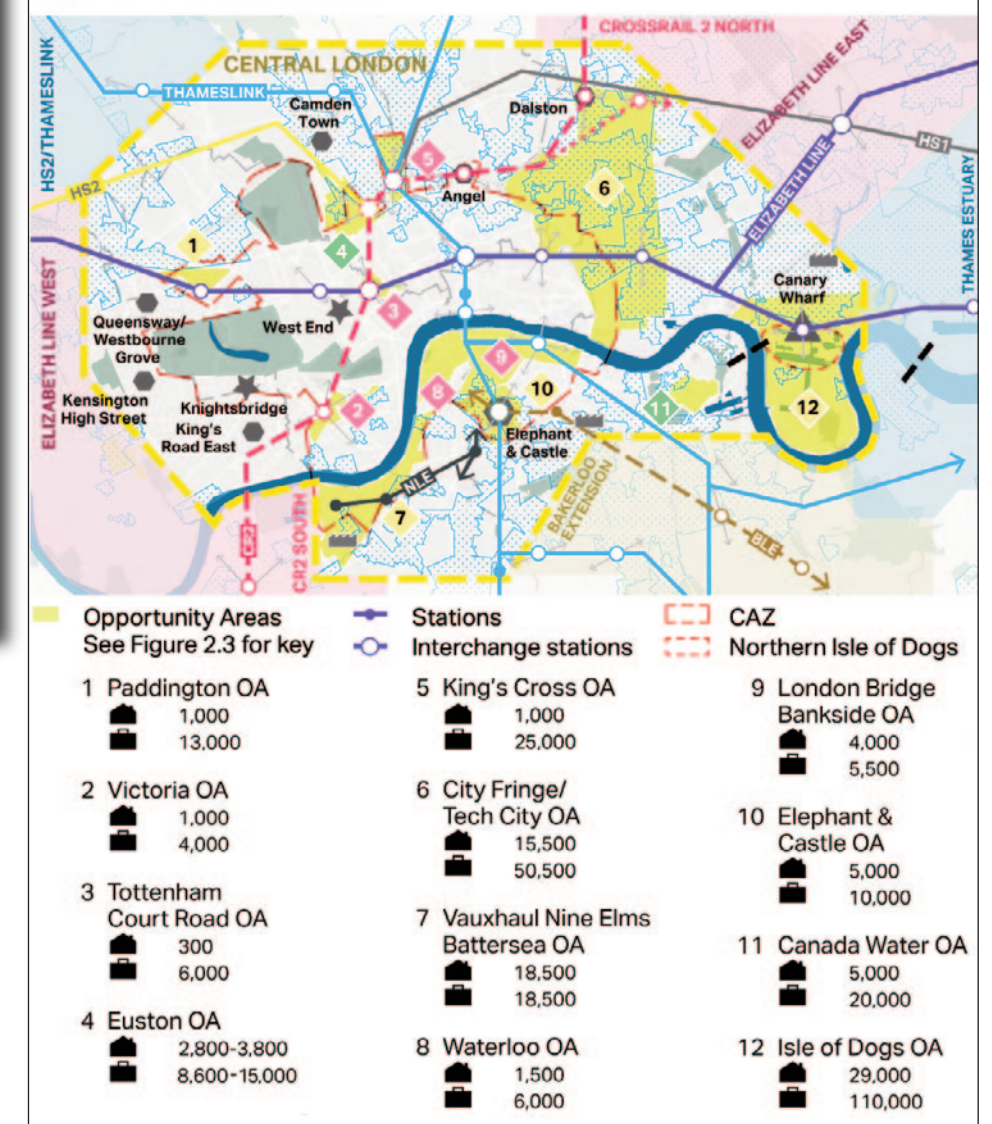 CROSSRAIL 2 NORTH
HS2/THAMESLINK
CENTRAL LONDON
THAMESLINK
Camden
Town
Dalston
ELIZABETH LINE EAST
HS1
HS2
5
Angel
6
ELIZABETH LINE
THAMES ESTUARY
1
4
Canary
Wharf
ELIZABETH LINE WEST
Queensway/
Westbourne
Grove
West End
3
9
Kensington
High Street
Knightsbridge
King's
Road East
2
8
10
11
12
Elephant
& Castle
NLE
7
BAKERLOO
EXTENSION
CR2
CR2 SOUTH
BLE
Opportunity Areas
See Figure 2.3 for key
Stations
Interchange stations
CAZ
Northern Isle of Dogs
1 Paddington OA
1,000
13,000
2 Victoria OA
1,000
4,000
3 Tottenham
Court Road OA
300
6,000
4 Euston OA
2,800-3,800
8,600-15,000
5 King's Cross OA
1,000
25,000
6 City Fringe/
Tech City OA
15,500
50,500
7 Vauxhaul Nine Elms
Battersea OA
18,500
18,500
8 Waterloo OA
1,500
6,000
9 London Bridge
Bankside OA
4,000
5,500
10 Elephant &
Castle OA
5,000
10,000
11 Canada Water OA
5,000
20,000
12 Isle of Dogs OA
29,000
110,000